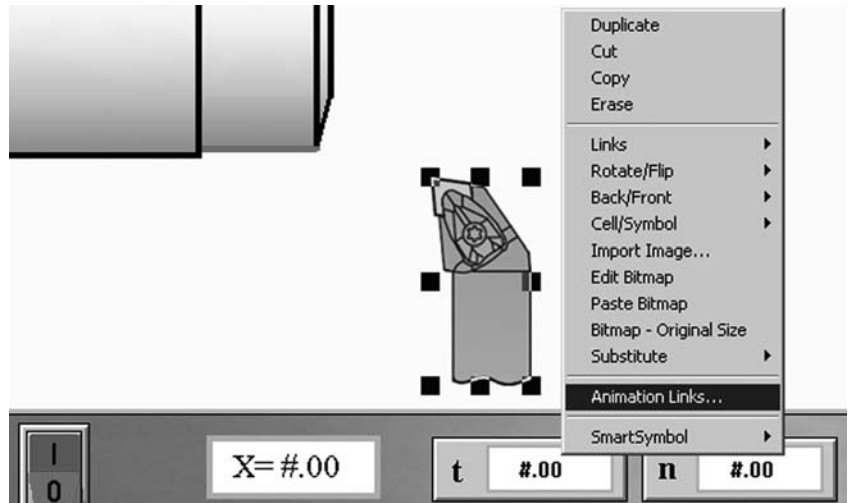 Duplicate
Cut
Copy
Erase
Links
Rotate/Flip
Back/Front
Cell/Symbol
Import Image...
Edit Bitmap
Paste Bitmap
Bitmap - Original Size
Substitute
Animation Links...
SmartSymbol
I
0
X= #.00
t #.00
n #.00